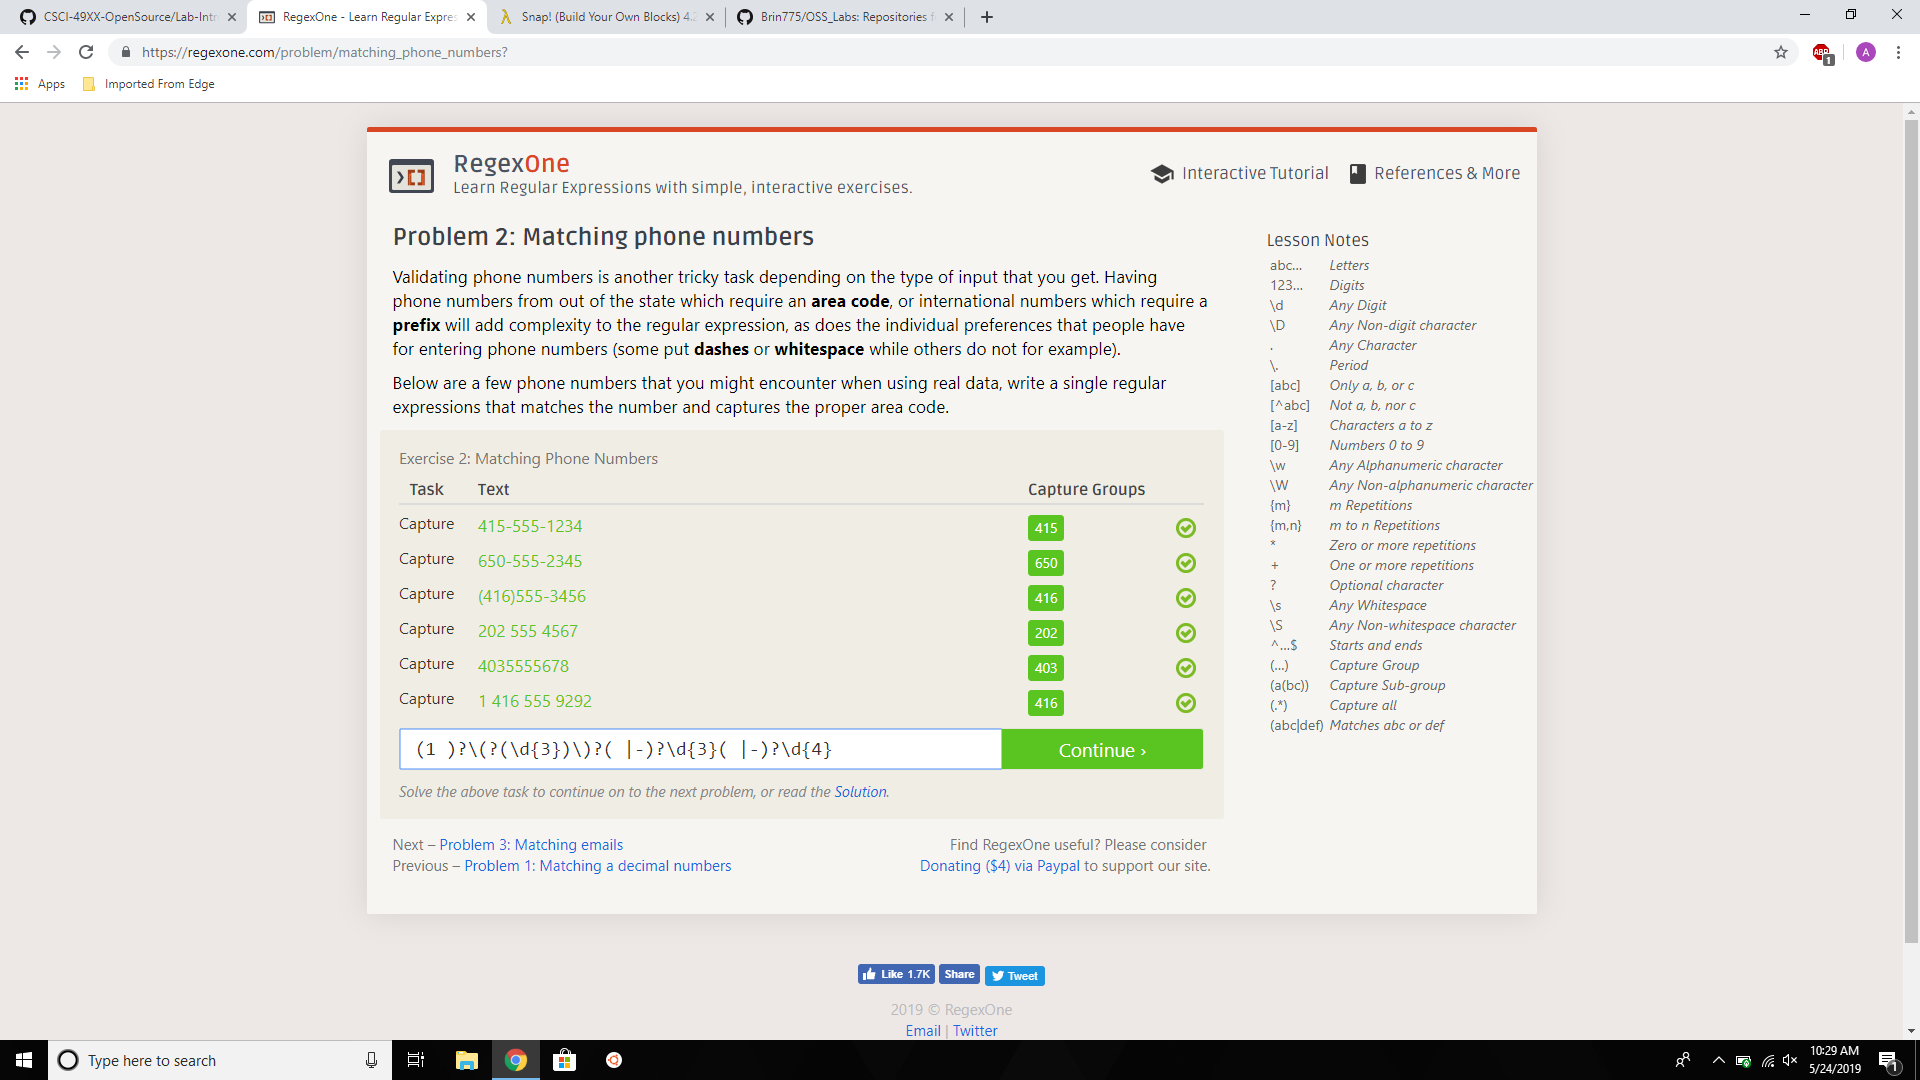 CSCI-49XX-OpenSource/Lab-Intr
RegexOne - Learn Regular Expres
Snap! (Build Your Own Blocks) 4.2
Brin775/OSS_Labs: Repositories f
https://regexone.com/problem/matching_phone_numbers?
ABP
1
A
Apps
Imported From Edge
RegexOne
Learn Regular Expressions with simple, interactive exercises.
Interactive Tutorial
References & More
Problem 2: Matching phone numbers
Validating phone numbers is another tricky task depending on the type of input that you get. Having
phone numbers from out of the state which require an area code, or international numbers which require a
prefix will add complexity to the regular expression, as does the individual preferences that people have
for entering phone numbers (some put dashes or whitespace while others do not for example).
Below are a few phone numbers that you might encounter when using real data, write a single regular
expressions that matches the number and captures the proper area code.
Exercise 2: Matching Phone Numbers
Task Text Capture Groups
Capture 415-555-1234 415
Capture 650-555-2345 650
Capture (416)555-3456 416
Capture 202 555 4567 202
Capture 4035555678 403
Capture 1 416 555 9292 416
(1 )?\(?(\d{3})\)?( |-)?\d{3}( |-)?\d{4}
Continue ›
Solve the above task to continue on to the next problem, or read the Solution.
Next – Problem 3: Matching emails
Previous – Problem 1: Matching a decimal numbers
Find RegexOne useful? Please consider
Donating ($4) via Paypal to support our site.
Lesson Notes
abc... Letters
123... Digits
\d Any Digit
\D Any Non-digit character
. Any Character
\. Period
[abc] Only a, b, or c
[^abc] Not a, b, nor c
[a-z] Characters a to z
[0-9] Numbers 0 to 9
\w Any Alphanumeric character
\W Any Non-alphanumeric character
{m} m Repetitions
{m,n} m to n Repetitions
* Zero or more repetitions
+ One or more repetitions
? Optional character
\s Any Whitespace
\S Any Non-whitespace character
^...$ Starts and ends
(...) Capture Group
(a(bc)) Capture Sub-group
(.*) Capture all
(abc|def) Matches abc or def
Like 1.7K
Share
Tweet
2019 © RegexOne
Email | Twitter
Type here to search
10:29 AM
5/24/2019
1